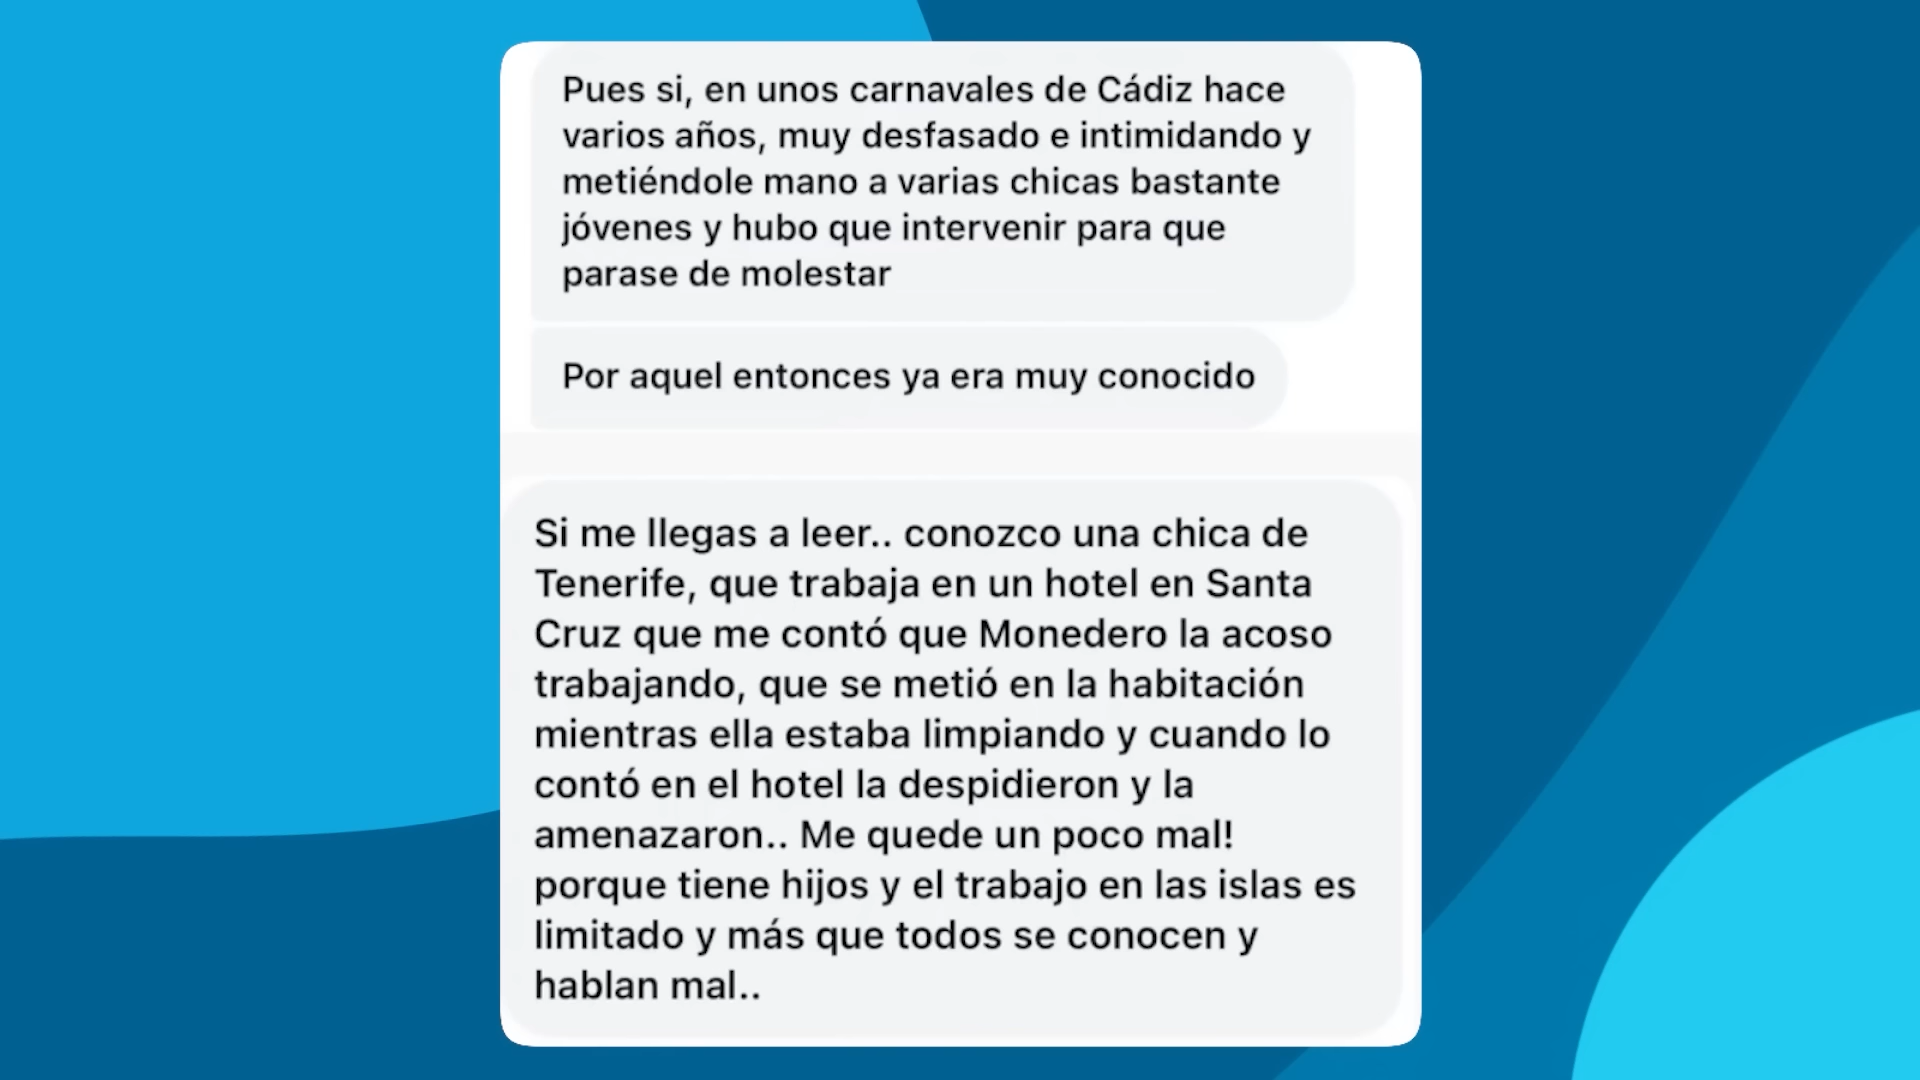 Pues si, en unos carnavales de Cádiz hace
varios años, muy desfasado e intimidando y
metiéndole mano a varias chicas bastante
jóvenes y hubo que intervenir para que
parase de molestar
Por aquel entonces ya era muy conocido
Si me llegas a leer.. conozco una chica de
Tenerife, que trabaja en un hotel en Santa
Cruz que me contó que Monedero la acoso
trabajando, que se metió en la habitación
mientras ella estaba limpiando y cuando lo
contó en el hotel la despidieron y la
amenazaron.. Me quede un poco mal!
porque tiene hijos y el trabajo en las islas es
limitado y más que todos se conocen y
hablan mal..